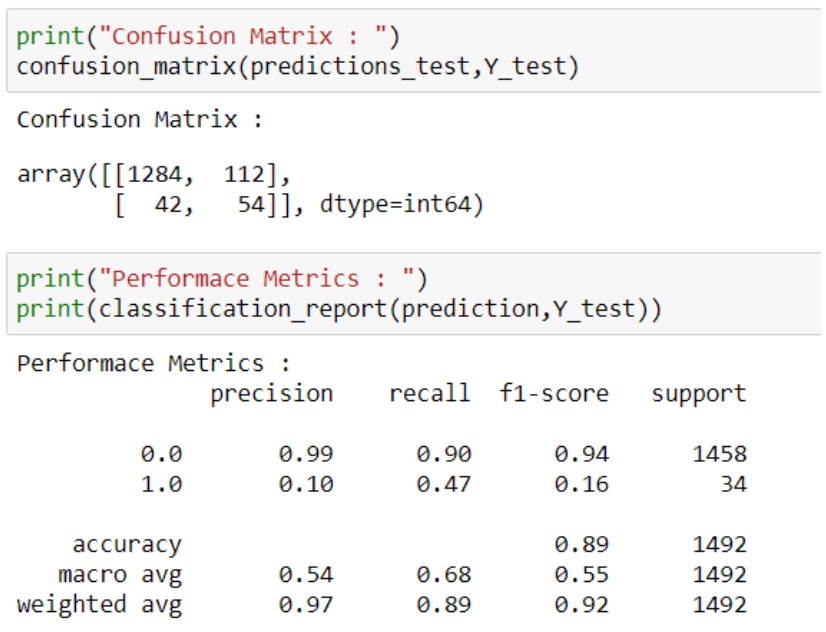 print("Confusion Matrix : ")
confusion_matrix(predictions_test,Y_test)
Confusion Matrix :
array([[1284,  112],
       [  42,   54]], dtype=int64)
print("Performace Metrics : ")
print(classification_report(prediction,Y_test))
Performace Metrics :
              precision    recall  f1-score   support
         0.0       0.99      0.90      0.94      1458
         1.0       0.10      0.47      0.16        34
    accuracy                           0.89      1492
   macro avg       0.54      0.68      0.55      1492
weighted avg       0.97      0.89      0.92      1492